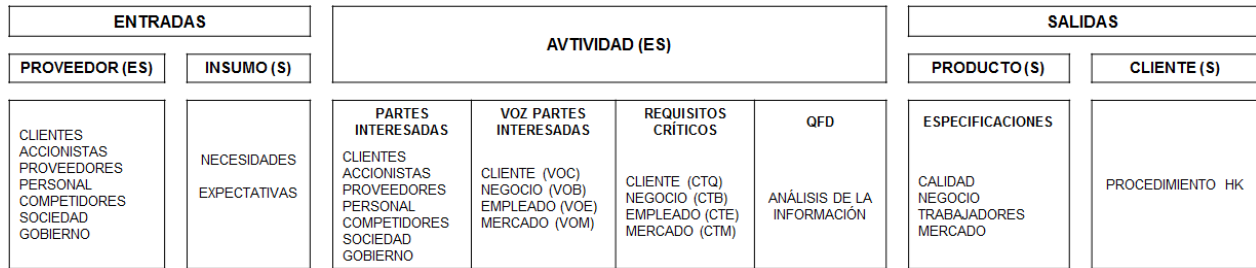 ENTRADAS
PROVEEDOR (ES)
INSUMO (S)
AVTIVIDAD (ES)
SALIDAS
PRODUCTO(S)
CLIENTE (S)
CLIENTES
ACCIONISTAS
PROVEEDORES
PERSONAL
COMPETIDORES
SOCIEDAD
GOBIERNO
NECESIDADES
EXPECTATIVAS
PARTES
INTERESADAS
CLIENTES
ACCIONISTAS
PROVEEDORES
PERSONAL
COMPETIDORES
SOCIEDAD
GOBIERNO
VOZ PARTES
INTERESADAS
CLIENTE (VOC)
NEGOCIO (VOB)
EMPLEADO (VOE)
MERCADO (VOM)
REQUISITOS
CRÍTICOS
CLIENTE (CTQ)
NEGOCIO (CTB)
EMPLEADO (CTE)
MERCADO (CTM)
QFD
ANÁLISIS DE LA
INFORMACIÓN
ESPECIFICACIONES
CALIDAD
NEGOCIO
TRABAJADORES
MERCADO
PROCEDIMIENTO HK